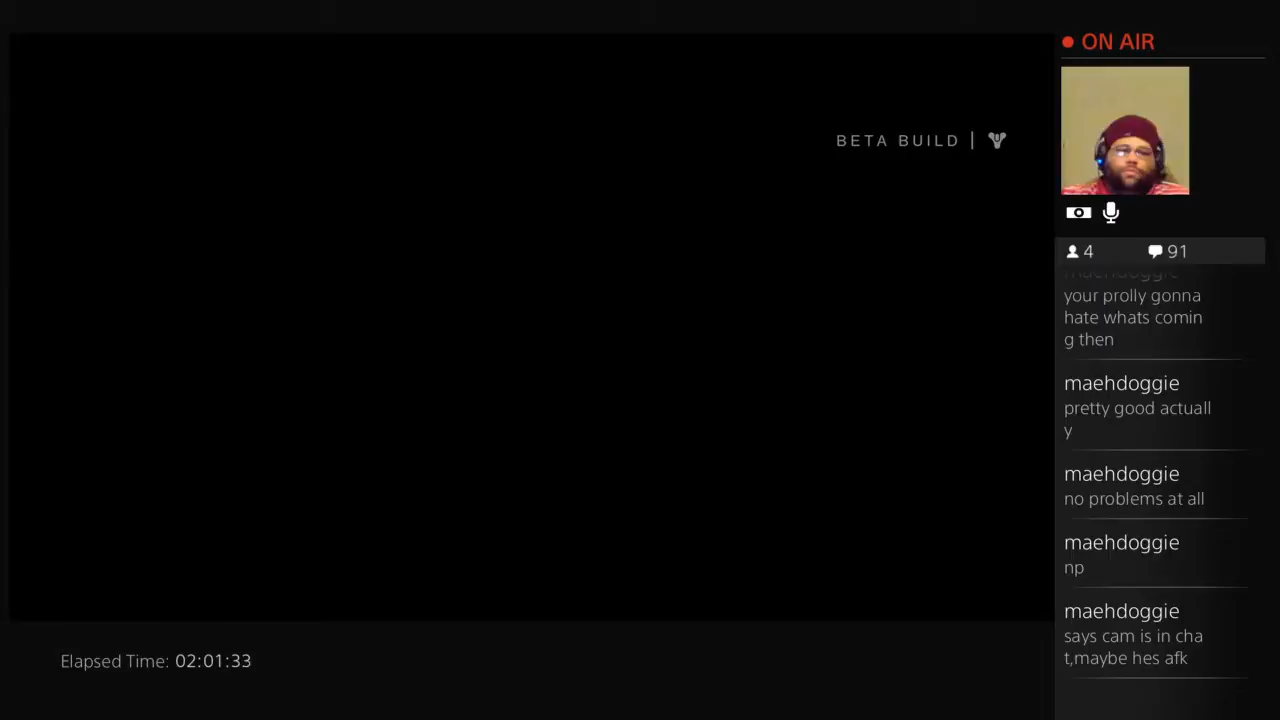 ON AIR
BETA BUILD
4 91
your prolly gonna
hate whats comin
g then
maehdoggie
pretty good actuall
y
maehdoggie
no problems at all
maehdoggie
np
maehdoggie
says cam is in cha
t,maybe hes afk
Elapsed Time: 02:01:33